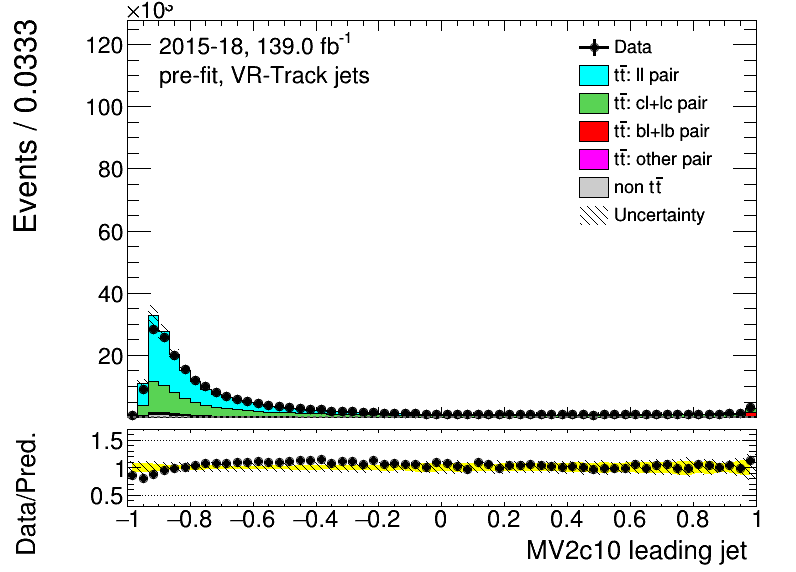 ×10³
Events / 0.0333
120
100
80
60
40
20
2015-18, 139.0 fb⁻¹
pre-fit, VR-Track jets
Data
tt̄: ll pair
tt̄: cl+lc pair
tt̄: bl+lb pair
tt̄: other pair
non tt̄
Uncertainty
Data/Pred.
1.5
1
0.5
−1 −0.8 −0.6 −0.4 −0.2 0 0.2 0.4 0.6 0.8 1
MV2c10 leading jet